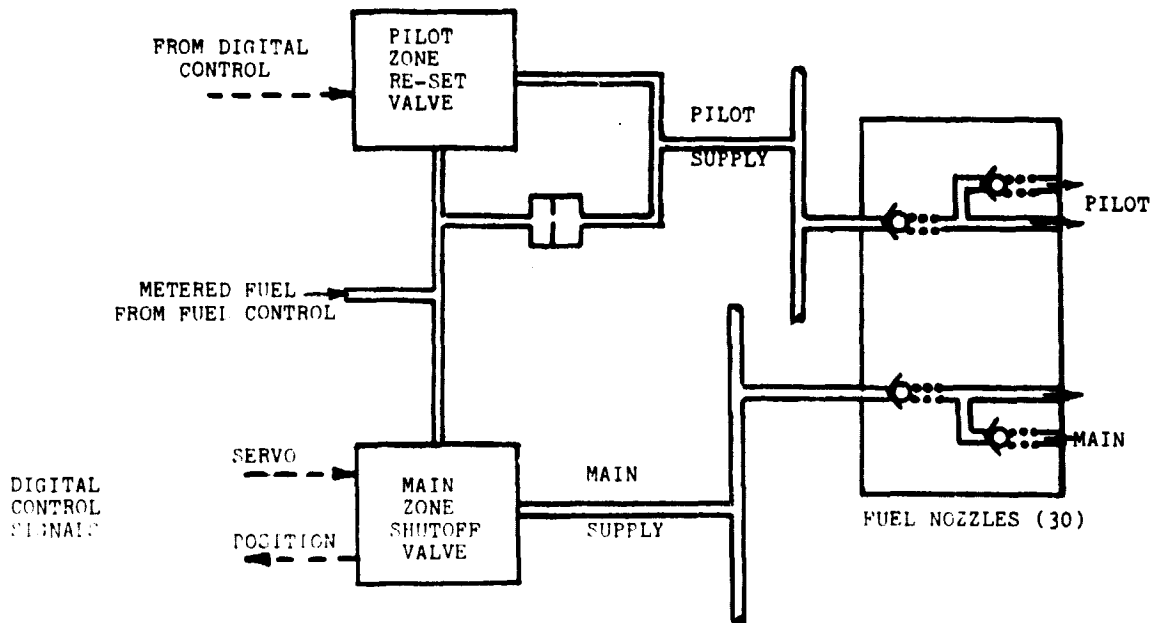 FROM DIGITAL
CONTROL
PILOT
ZONE
RE-SET
VALVE
PILOT
SUPPLY
PILOT
METERED FUEL
FROM FUEL CONTROL
SERVO
DIGITAL
CONTROL
SIGNALS
POSITION
MAIN
ZONE
SHUTOFF
VALVE
MAIN
SUPPLY
MAIN
FUEL NOZZLES (30)